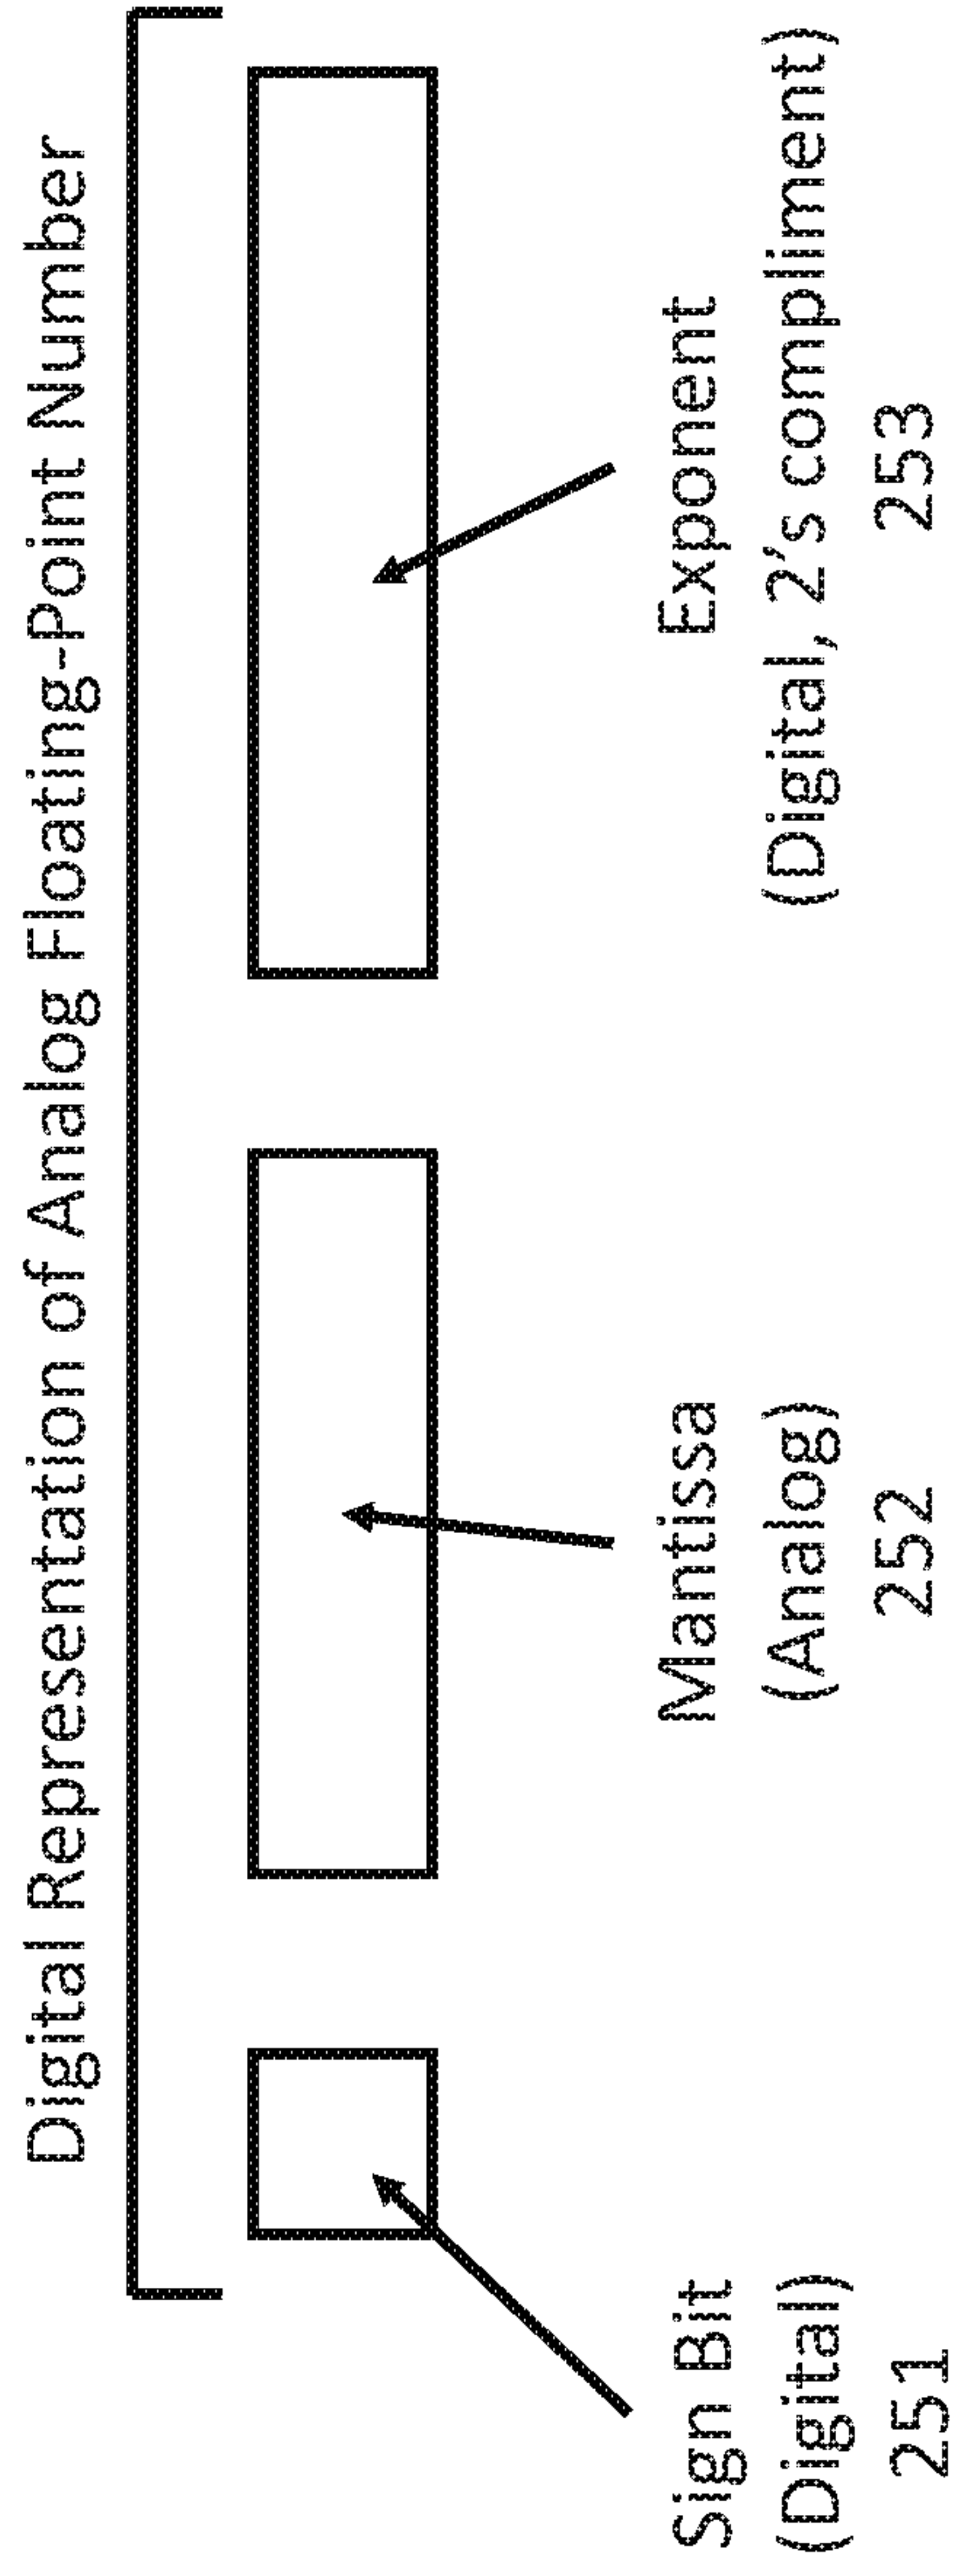 Digital Representation of Analog Floating-Point Number
Sign Bit
(Digital)
251
Mantissa
(Analog)
252
Exponent
(Digital, 2's compliment)
253